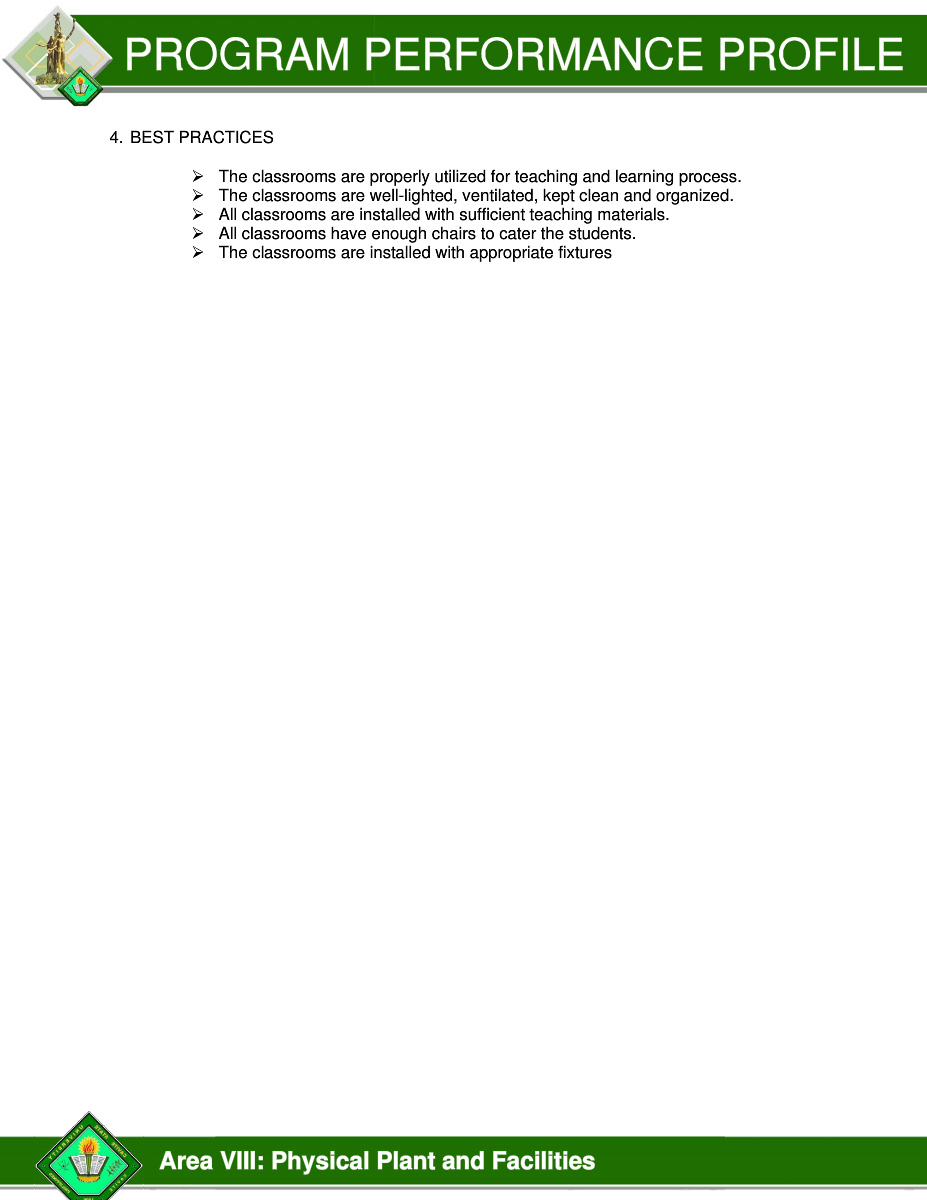 PROGRAM PERFORMANCE PROFILE
4. BEST PRACTICES
➢ The classrooms are properly utilized for teaching and learning process.
➢ The classrooms are well-lighted, ventilated, kept clean and organized.
➢ All classrooms are installed with sufficient teaching materials.
➢ All classrooms have enough chairs to cater the students.
➢ The classrooms are installed with appropriate fixtures
Area VIII: Physical Plant and Facilities